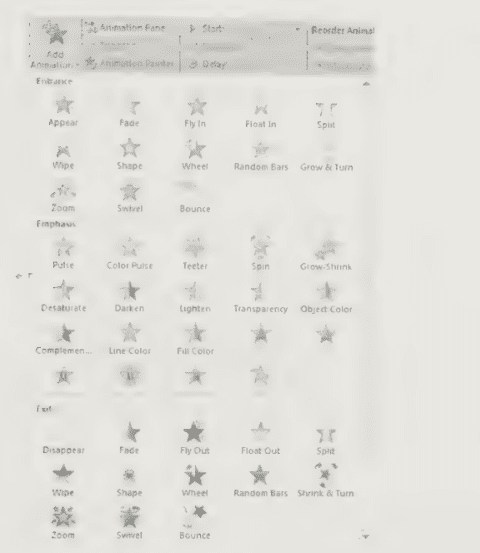 Animation Pane Start: Reorder Animat
Add
Animation Animation Painter Delay
Entrance
Appear Fade Fly In Float In Split
Wipe Shape Wheel Random Bars Grow & Turn
Zoom Swivel Bounce
Emphasis
Pulse Color Pulse Teeter Spin Grow/Shrink
Desaturate Darken Lighten Transparency Object Color
Complemen... Line Color Fill Color
Exit
Disappear Fade Fly Out Float Out Split
Wipe Shape Wheel Random Bars Shrink & Turn
Zoom Swivel Bounce